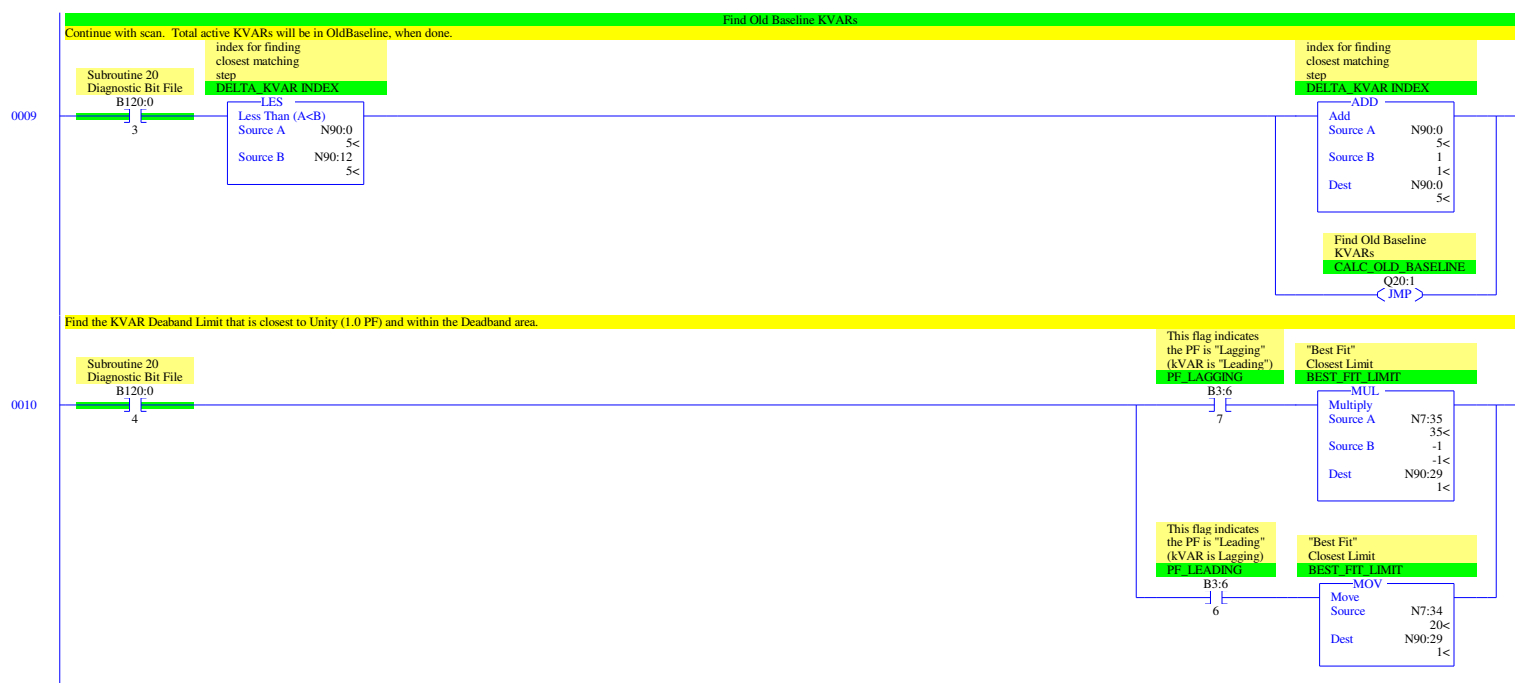 Find Old Baseline KVARs
Continue with scan. Total active KVARs will be in OldBaseline, when done.
index for finding
closest matching
step
DELTA_KVAR INDEX
index for finding
closest matching
step
DELTA_KVAR INDEX
Subroutine 20
Diagnostic Bit File
B120:0
3
0009
LES
Less Than (A<B)
Source A N90:0
5<
Source B N90:12
5<
ADD
Add
Source A N90:0
5<
Source B 1
1<
Dest N90:0
5<
Find Old Baseline
KVARs
CALC_OLD_BASELINE
Q20:1
JMP
Find the KVAR Deaband Limit that is closest to Unity (1.0 PF) and within the Deadband area.
Subroutine 20
Diagnostic Bit File
B120:0
4
0010
This flag indicates
the PF is "Lagging"
(kVAR is "Leading")
PF_LAGGING
B3:6
7
"Best Fit"
Closest Limit
BEST_FIT_LIMIT
MUL
Multiply
Source A N7:35
35<
Source B -1
-1<
Dest N90:29
1<
This flag indicates
the PF is "Leading"
(kVAR is Lagging)
PF_LEADING
B3:6
6
"Best Fit"
Closest Limit
BEST_FIT_LIMIT
MOV
Move
Source N7:34
20<
Dest N90:29
1<